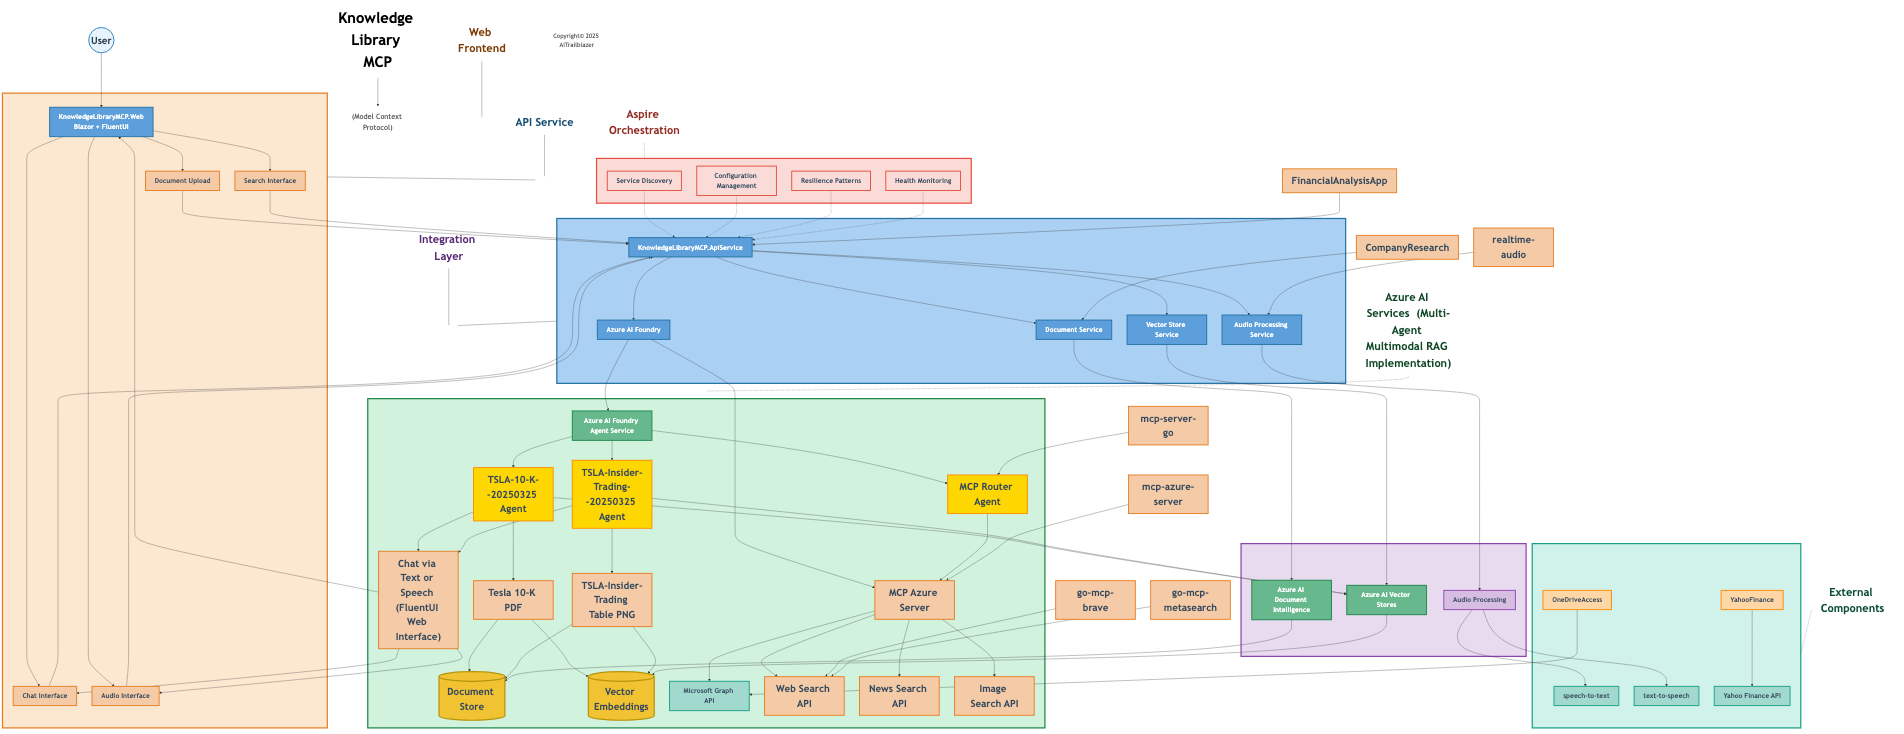 Knowledge
Library
MCP
(Model Context
Protocol)
Web
Frontend
Copyright© 2025
AITrailblazer
User
KnowledgeLibraryMCP.Web
Blazor + FluentUI
Document Upload
Search Interface
API Service
Aspire
Orchestration
Service Discovery
Configuration
Management
Resilience Patterns
Health Monitoring
FinancialAnalysisApp
Integration
Layer
KnowledgeLibraryMCP.ApiService
CompanyResearch
realtime-
audio
Azure AI Foundry
Document Service
Vector Store
Service
Audio Processing
Service
Azure AI
Services (Multi-
Agent
Multimodal RAG
Implementation)
Azure AI Foundry
Agent Service
mcp-server-
go
TSLA-10-K-
-20250325
Agent
TSLA-Insider-
Trading-
-20250325
Agent
MCP Router
Agent
mcp-azure-
server
Chat via
Text or
Speech
(FluentUI
Web
Interface)
Tesla 10-K
PDF
TSLA-Insider-
Trading
Table PNG
MCP Azure
Server
go-mcp-
brave
go-mcp-
metasearch
Azure AI
Document
Intelligence
Azure AI Vector
Stores
Audio Processing
OneDriveAccess
YahooFinance
External
Components
Chat Interface
Audio Interface
Document
Store
Vector
Embeddings
Microsoft Graph
API
Web Search
API
News Search
API
Image
Search API
speech-to-text
text-to-speech
Yahoo Finance API